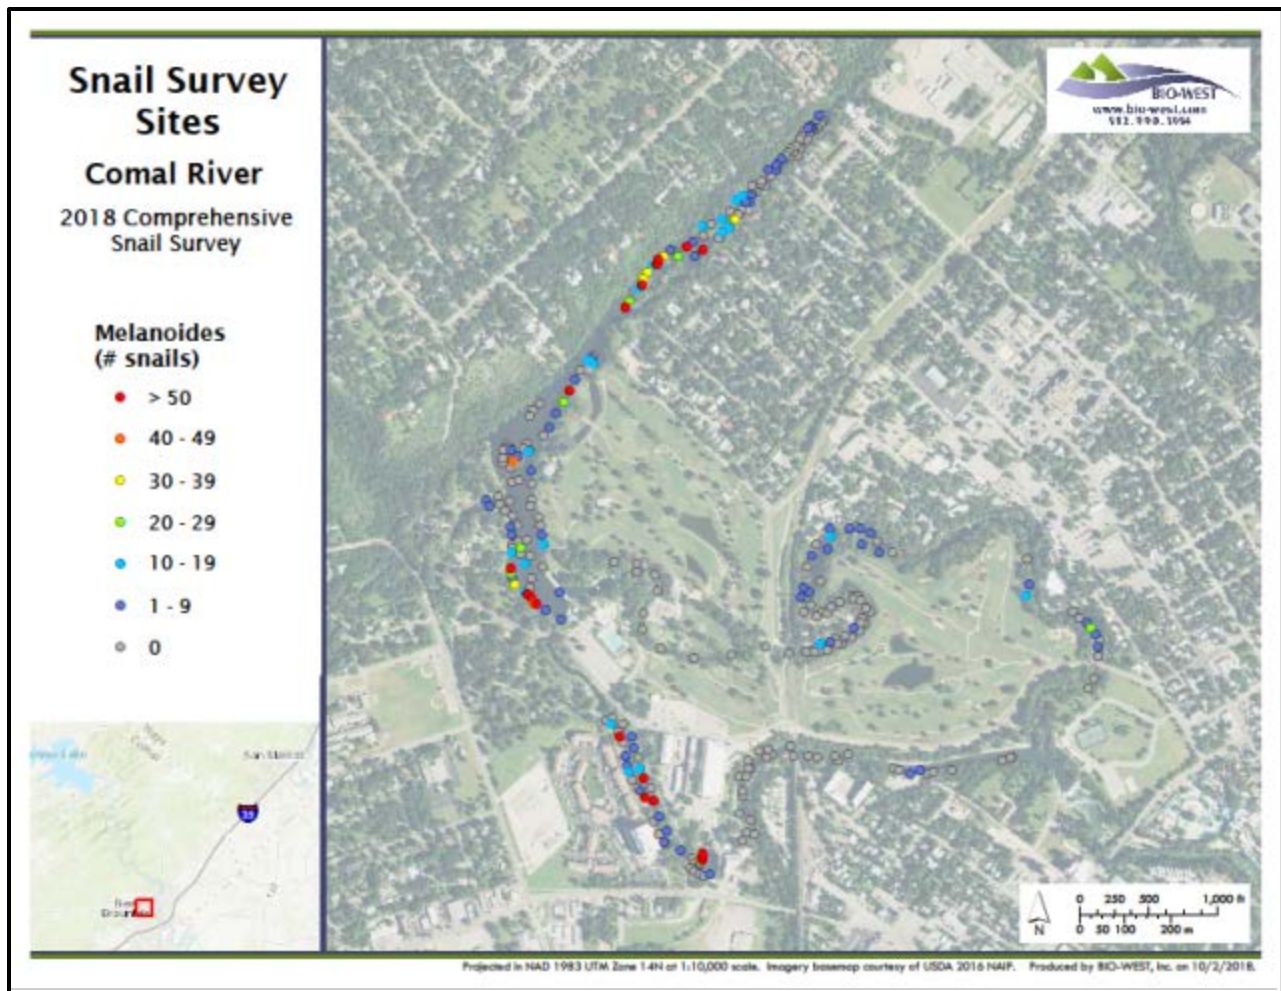 Snail Survey
Sites
Comal River
2018 Comprehensive
Snail Survey
Melanoides
(# snails)
> 50
40 - 49
30 - 39
20 - 29
10 - 19
1 - 9
0
BIO-WEST
www.bio-west.com
San Marcos
35
New
N
0 250 500 1,000 ft
0 50 100 200 m
Projected in NAD 1983 UTM Zone 14N at 1:10,000 scale. Imagery basemap courtesy of USDA 2016 NAIP. Produced by BIO-WEST, Inc. on 10/2/2018.